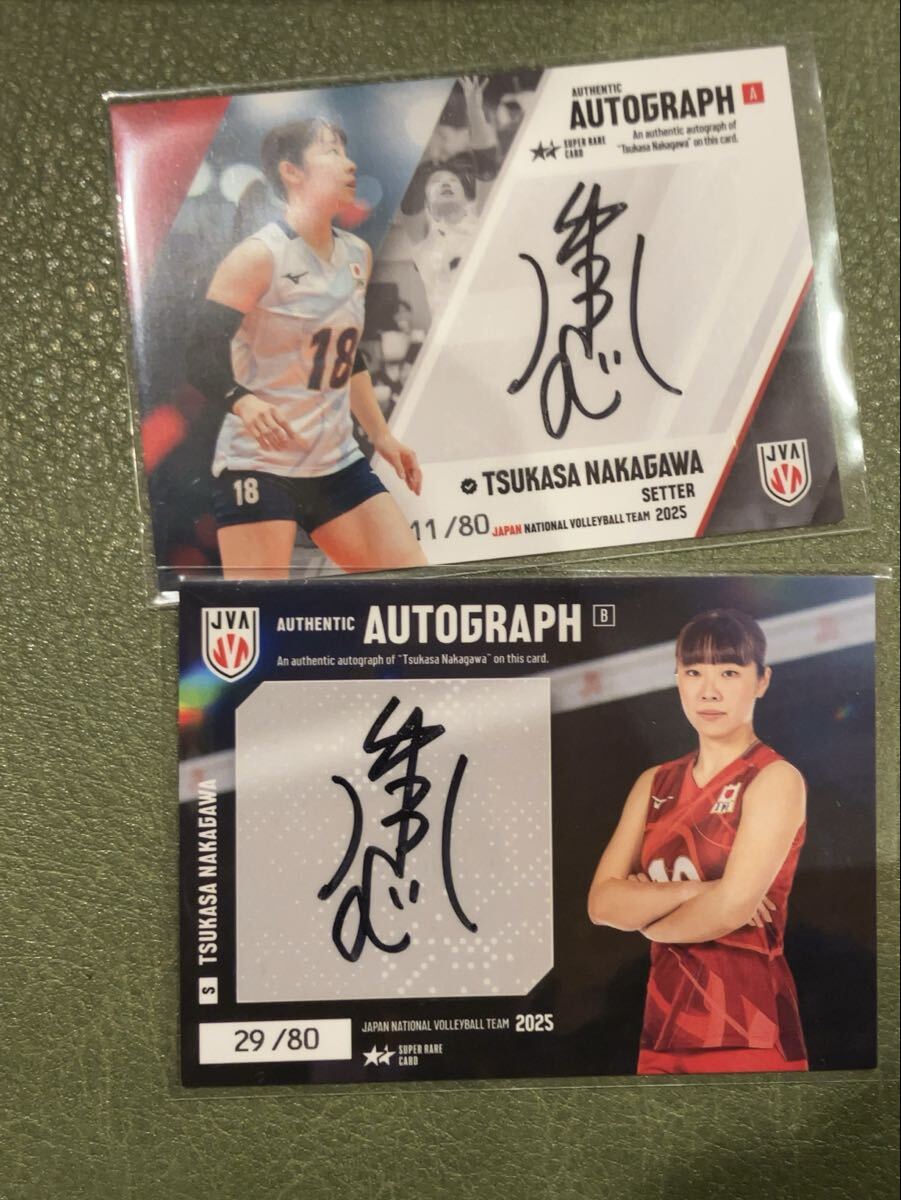 AUTHENTIC
AUTOGRAPH A
An authentic autograph of
"Tsukasa Nakagawa" on this card.
SUPER RARE
CARD
18
18
TSUKASA NAKAGAWA
SETTER
11/80
JAPAN NATIONAL VOLLEYBALL TEAM 2025
JVA
JVA
AUTHENTIC AUTOGRAPH B
An authentic autograph of "Tsukasa Nakagawa" on this card.
S TSUKASA NAKAGAWA
29/80
JAPAN NATIONAL VOLLEYBALL TEAM 2025
SUPER RARE
CARD